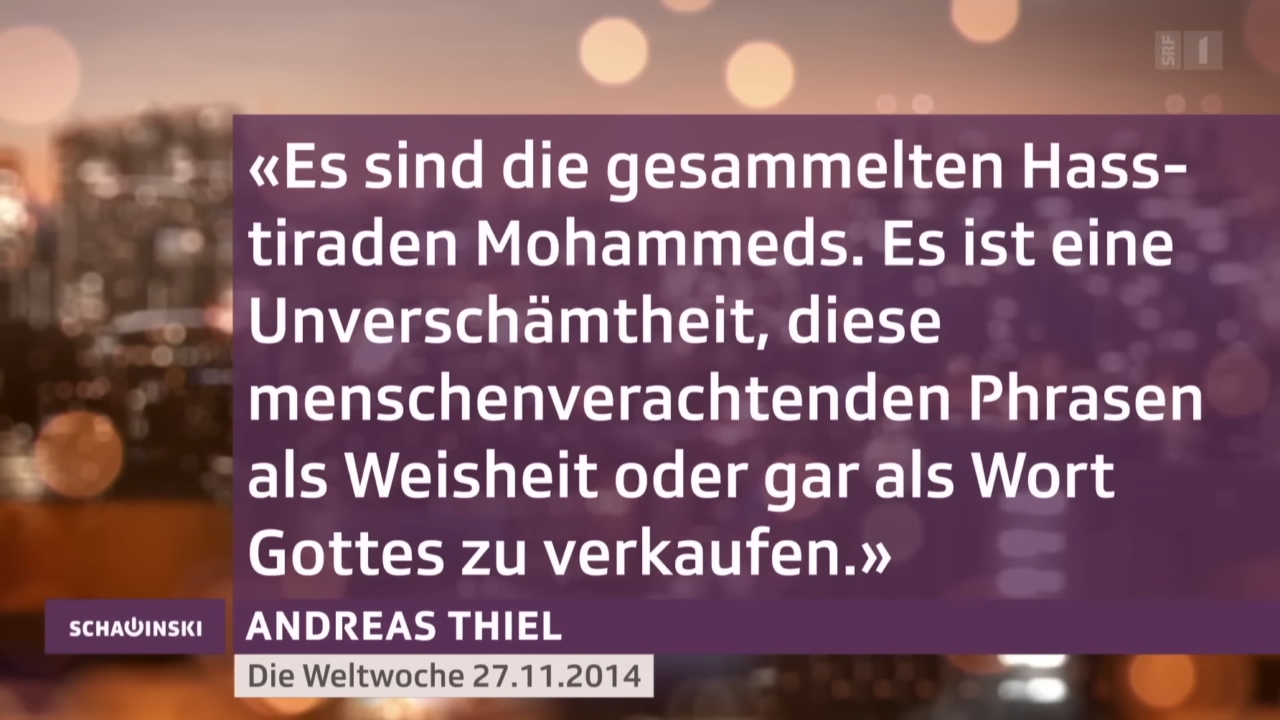 SRF 1
«Es sind die gesammelten Hass-
tiraden Mohammeds. Es ist eine
Unverschämtheit, diese
menschenverachtenden Phrasen
als Weisheit oder gar als Wort
Gottes zu verkaufen.»
SCHAWINSKI
ANDREAS THIEL
Die Weltwoche 27.11.2014